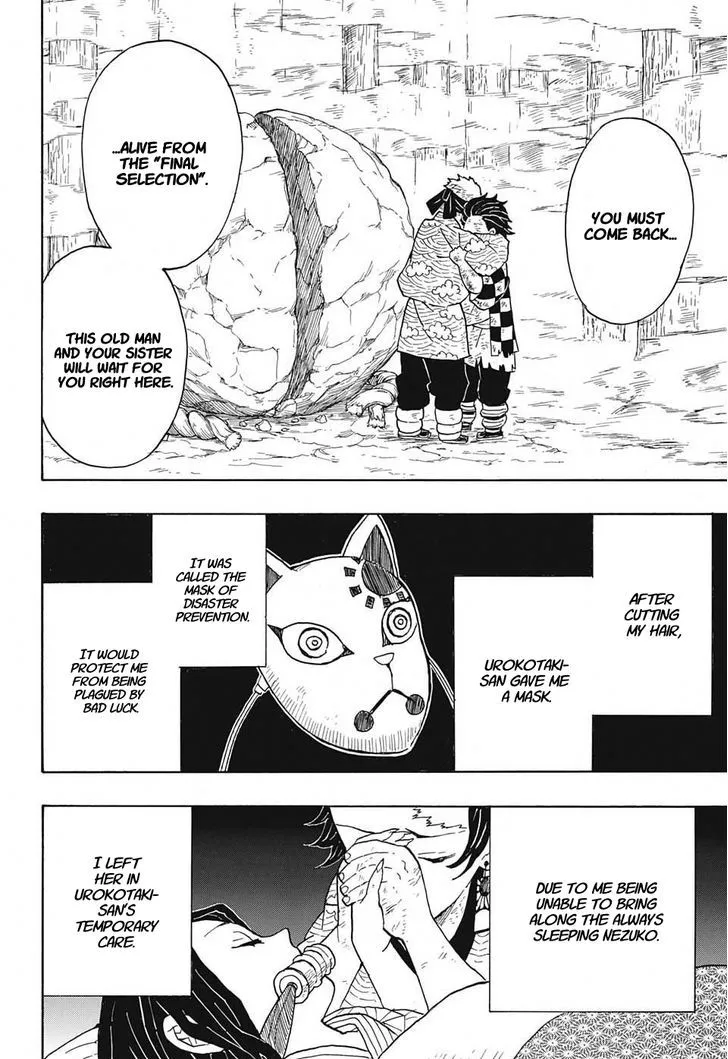 YOU MUST
COME BACK...
...ALIVE FROM
THE "FINAL
SELECTION".
THIS OLD MAN
AND YOUR SISTER
WILL WAIT FOR
YOU RIGHT HERE.
AFTER
CUTTING
MY HAIR,
UROKOTAKI-
SAN GAVE ME
A MASK.
IT WAS
CALLED THE
MASK OF
DISASTER
PREVENTION.
IT WOULD
PROTECT ME
FROM BEING
PLAGUED BY
BAD LUCK.
DUE TO ME BEING
UNABLE TO BRING
ALONG THE ALWAYS
SLEEPING NEZUKO.
I LEFT
HER IN
UROKOTAKI-
SAN'S
TEMPORARY
CARE.